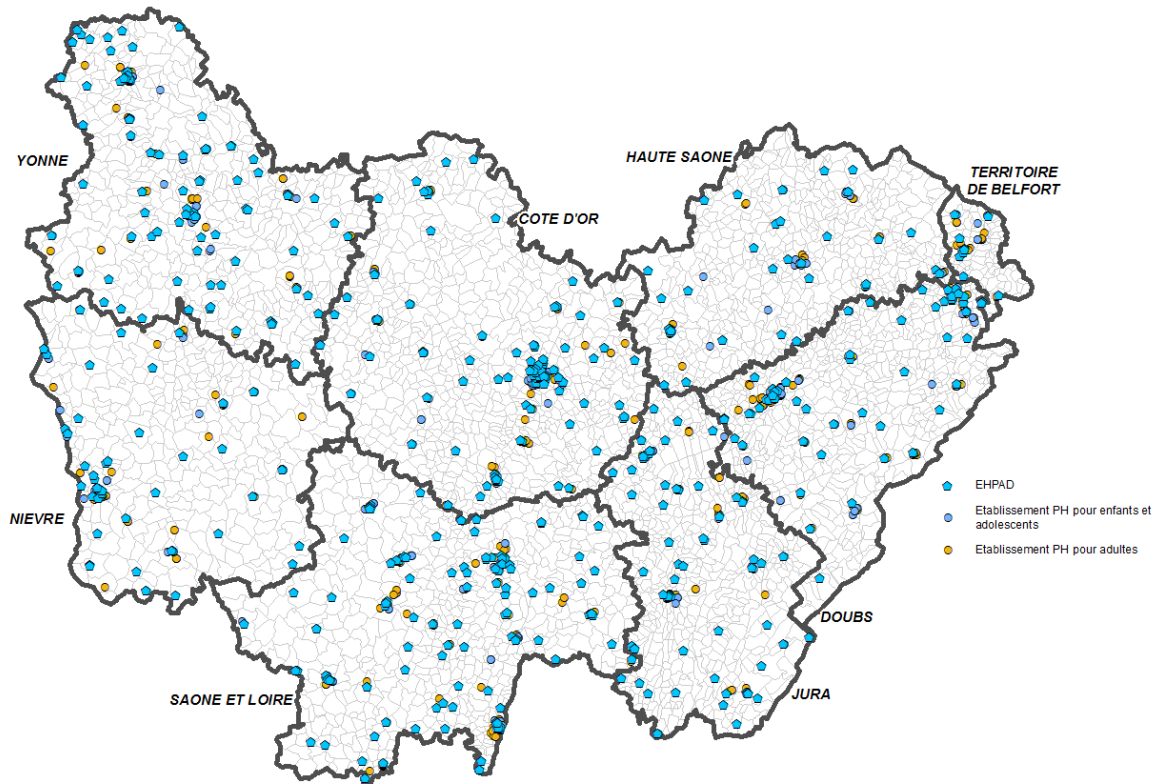 HAUTE SAONE
YONNE
TERRITOIRE
DE BELFORT
COTE D'OR
EHPAD
Etablissement PH pour enfants et
adolescents
NIEVRE
Etablissement PH pour adultes
DOUBS
SAONE ET LOIRE
JURA